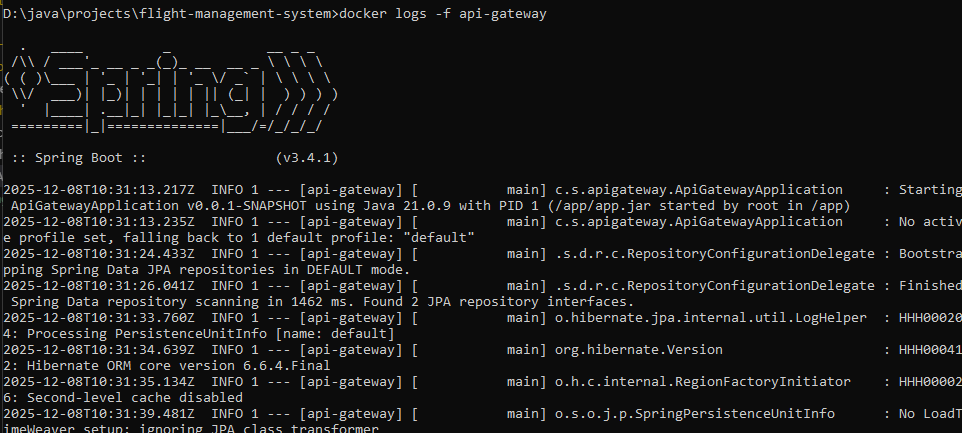 D:\java\projects\flight-management-system>docker logs -f api-gateway
  .   ____          _            __ _ _
 /\\ / ___'_ __ _ _(_)_ __  __ _ \ \ \ \
( ( )\___ | '_ | '_| | '_ \/ _` | \ \ \ \
 \\/  ___)| |_)| | | | | || (_| |  ) ) ) )
  '  |____| .__|_| |_|_| |_\__, | / / / /
 =========|_|==============|___/=/_/_/_/
 :: Spring Boot ::                (v3.4.1)
2025-12-08T10:31:13.217Z  INFO 1 --- [api-gateway] [           main] c.s.apigateway.ApiGatewayApplication     : Starting
 ApiGatewayApplication v0.0.1-SNAPSHOT using Java 21.0.9 with PID 1 (/app/app.jar started by root in /app)
2025-12-08T10:31:13.235Z  INFO 1 --- [api-gateway] [           main] c.s.apigateway.ApiGatewayApplication     : No activ
e profile set, falling back to 1 default profile: "default"
2025-12-08T10:31:24.433Z  INFO 1 --- [api-gateway] [           main] .s.d.r.c.RepositoryConfigurationDelegate : Bootstra
pping Spring Data JPA repositories in DEFAULT mode.
2025-12-08T10:31:26.041Z  INFO 1 --- [api-gateway] [           main] .s.d.r.c.RepositoryConfigurationDelegate : Finished
 Spring Data repository scanning in 1462 ms. Found 2 JPA repository interfaces.
2025-12-08T10:31:33.760Z  INFO 1 --- [api-gateway] [           main] o.hibernate.jpa.internal.util.LogHelper  : HHH00020
4: Processing PersistenceUnitInfo [name: default]
2025-12-08T10:31:34.639Z  INFO 1 --- [api-gateway] [           main] org.hibernate.Version                    : HHH00041
2: Hibernate ORM core version 6.6.4.Final
2025-12-08T10:31:35.134Z  INFO 1 --- [api-gateway] [           main] o.h.c.internal.RegionFactoryInitiator    : HHH00002
6: Second-level cache disabled
2025-12-08T10:31:39.481Z  INFO 1 --- [api-gateway] [           main] o.s.o.j.p.SpringPersistenceUnitInfo      : No LoadT
imeWeaver setup: ignoring JPA class transformer